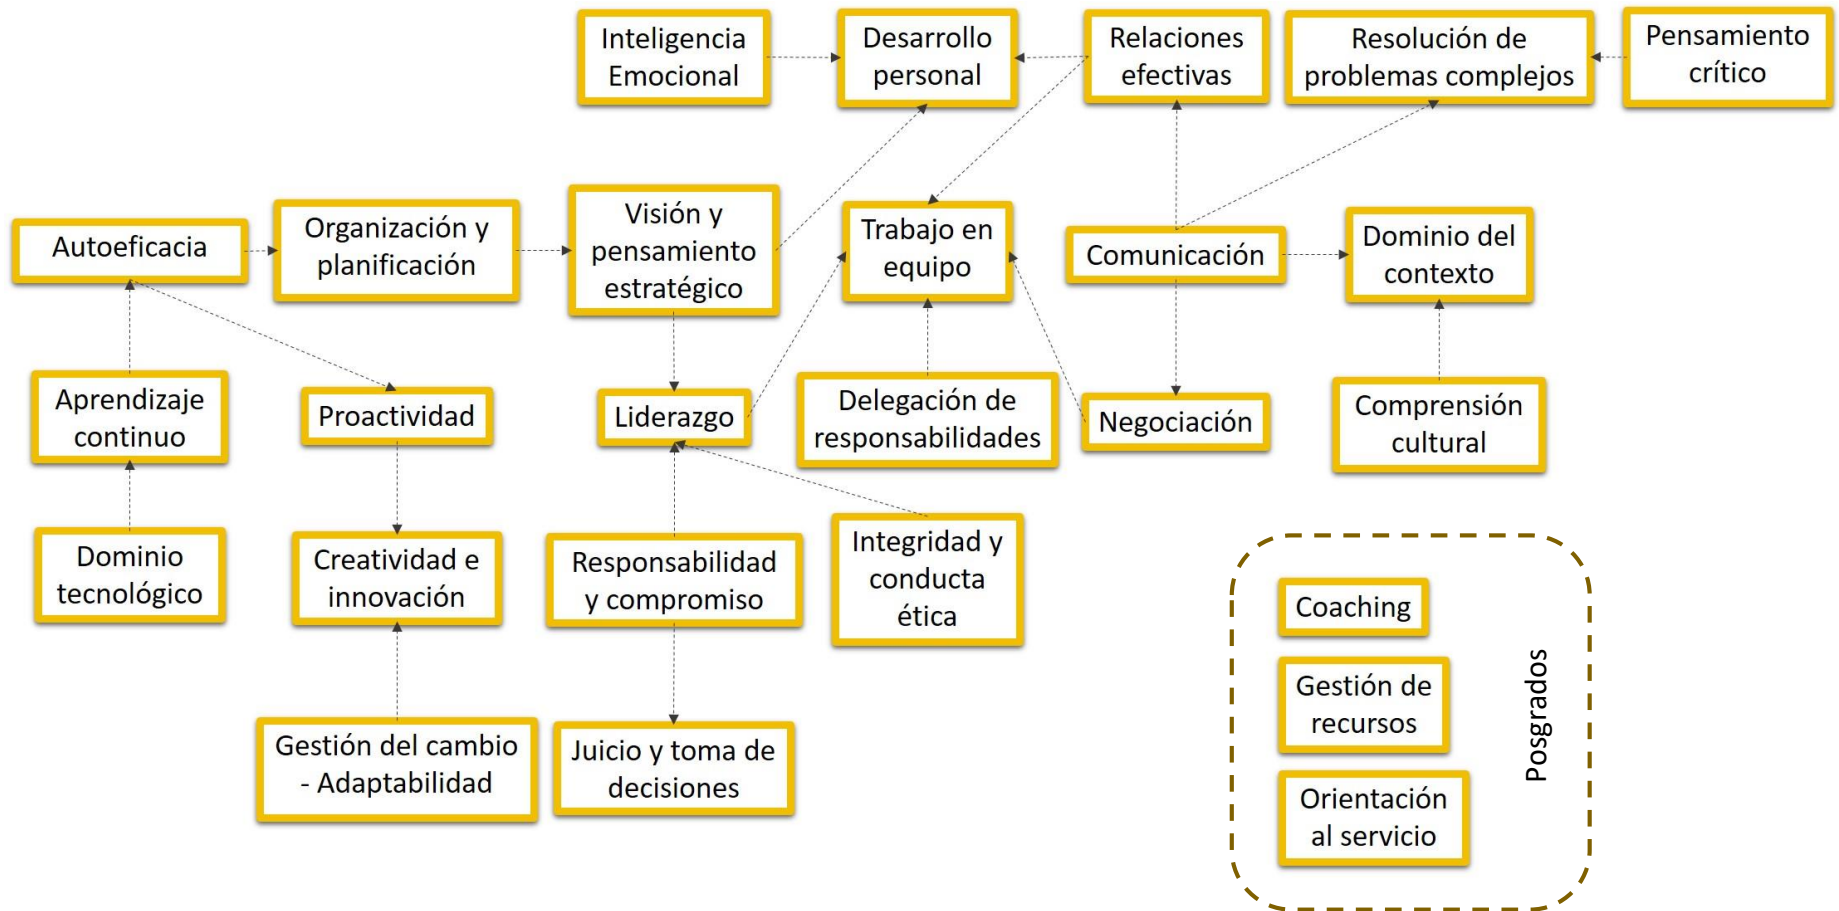 Inteligencia
Emocional
Desarrollo
personal
Relaciones
efectivas
Resolución de
problemas complejos
Pensamiento
crítico
Autoeficacia
Organización y
planificación
Visión y
pensamiento
estratégico
Trabajo en
equipo
Comunicación
Dominio del
contexto
Aprendizaje
continuo
Proactividad
Liderazgo
Delegación de
responsabilidades
Negociación
Comprensión
cultural
Dominio
tecnológico
Creatividad e
innovación
Responsabilidad
y compromiso
Integridad y
conducta
ética
Gestión del cambio
- Adaptabilidad
Juicio y toma de
decisiones
Coaching
Gestión de
recursos
Orientación
al servicio
Posgrados